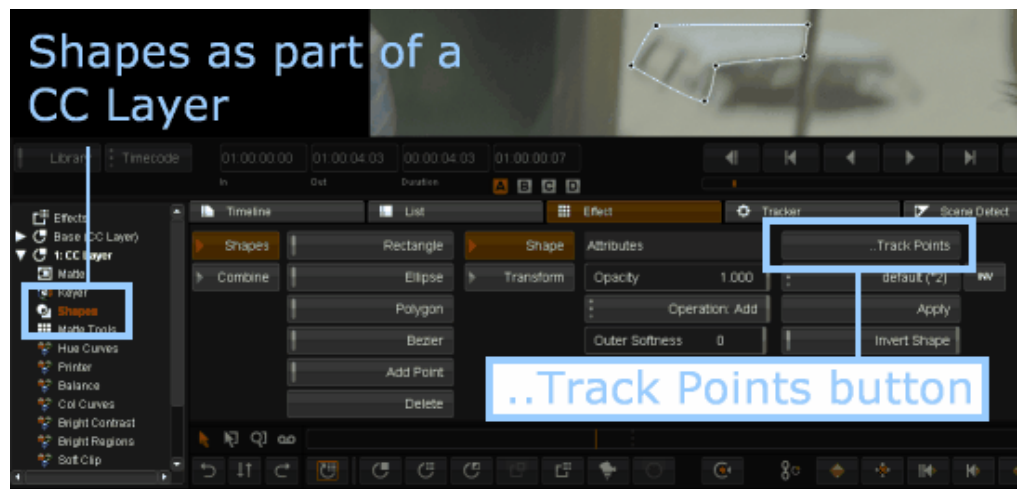 Shapes as part of a
CC Layer
Library
Timecode
01:00:00:00
01:00:04:03
00:00:04:03
01:00:00:07
In
Out
Duration
A B C D
Timeline
List
Effect
Tracker
Scene Detect
Effects
Base (CC Layer)
1: CC Layer
Matte
Keyer
Shapes
Matte Tools
Hue Curves
Printer
Balance
Col Curves
Bright Contrast
Bright Regions
Soft Clip
Shapes
Rectangle
Shape
Attributes
..Track Points
Combine
Ellipse
Transform
Opacity 1.000
default (*2)
INV
Polygon
Operation: Add
Apply
Bezier
Outer Softness 0
Invert Shape
Add Point
Delete
..Track Points button